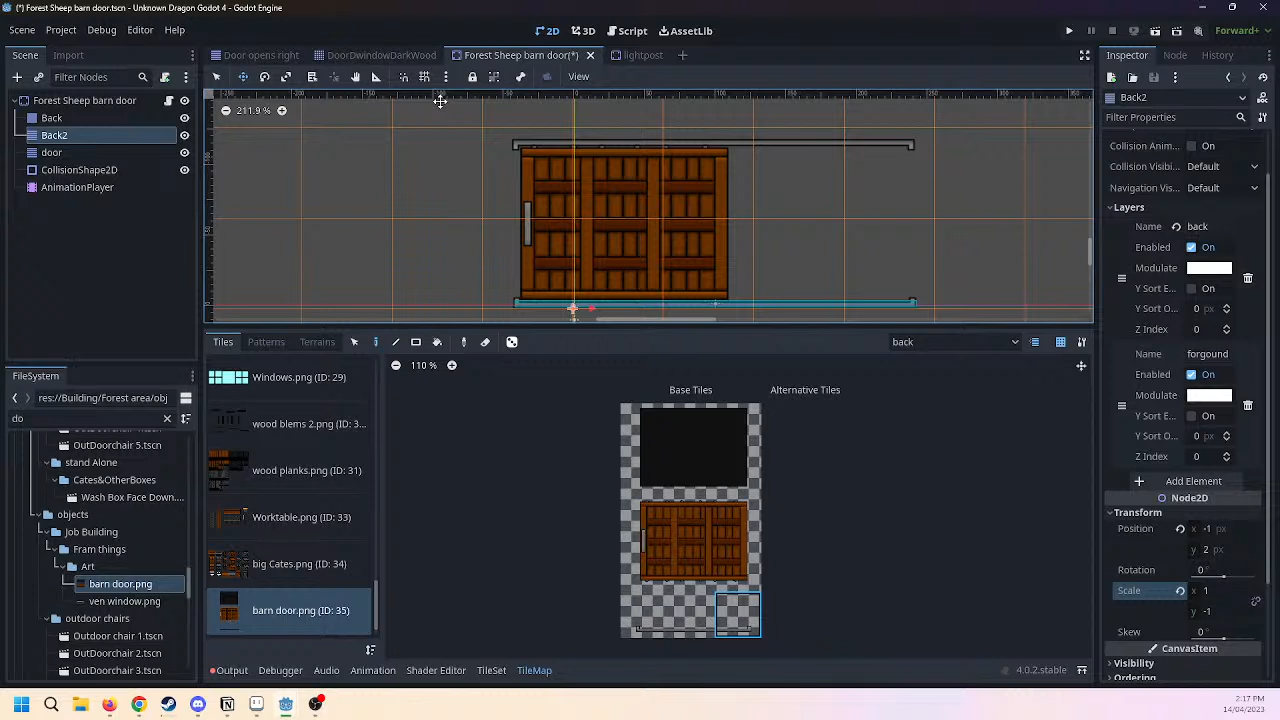 (*) Forest Sheep barn door.tscn - Unknown Dragon Godot 4 - Godot Engine
Scene Project Debug Editor Help
2D 3D Script AssetLib
Forward+
Scene Import
Door opens right DoorDwindowDarkWood Forest Sheep barn door(*) lightpost
Inspector Node History
Filter Nodes
View
Forest Sheep barn door
Back
Back2
door
CollisionShape2D
AnimationPlayer
211.9 %
TileMap
Back2
Filter Properties
Collision Anim... On
Collision Visibi... Default
Navigation Vis... Default
Layers
Name back
Enabled On
Modulate
Y Sort E... On
Y Sort O... 0 px
Z Index 0
Name forgound
Enabled On
Modulate
Y Sort E... On
Y Sort O... 0 px
Z Index 0
Add Element
Node2D
Transform
Position x -1 px
y 2 px
Rotation 0 °
Scale x 1
y -1
Skew 0 °
CanvasItem
Visibility
Ordering
Tiles Patterns Terrains
back
110 %
Base Tiles Alternative Tiles
Windows.png (ID: 29)
wood blems 2.png (ID: 3...
wood planks.png (ID: 31)
Worktable.png (ID: 33)
big Cates.png (ID: 34)
barn door.png (ID: 35)
FileSystem
res://Building/Forest area/obj
do
OutDoorchair 5.tscn
stand Alone
Cates&OtherBoxes
Wash Box Face Down....
objects
Job Building
Fram things
Art
barn door.png
ven window.png
outdoor chairs
OutDoorchair 1.tscn
OutDoorchair 2.tscn
OutDoorchair 3.tscn
Output Debugger Audio Animation Shader Editor TileSet TileMap
4.0.2.stable
2:17 PM
14/04/2023